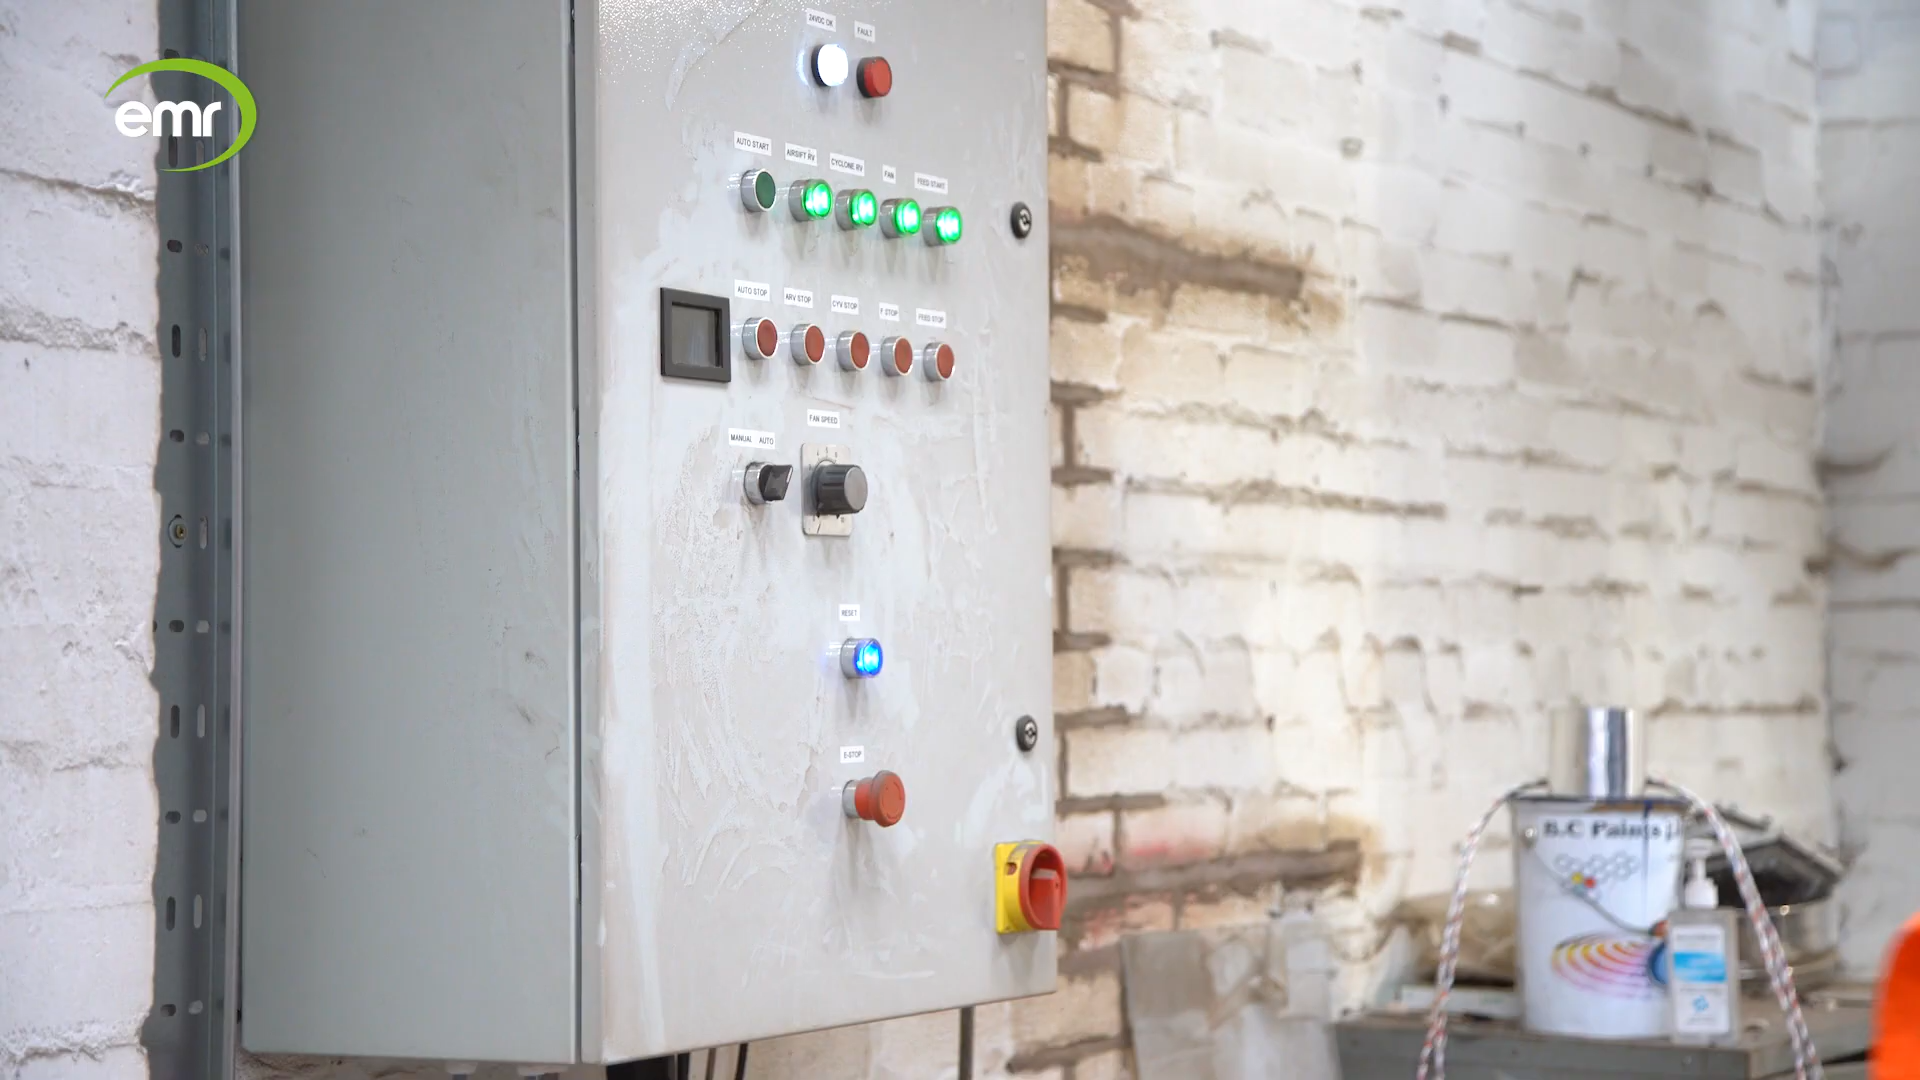 emr
24VDC OK
FAULT
AUTO START
AIRSIFT RV
CYCLONE RV
FAN
FEED START
AUTO STOP
ARV STOP
CYV STOP
F STOP
FEED STOP
MANUAL AUTO
FAN SPEED
RESET
E-STOP
B.C Paints